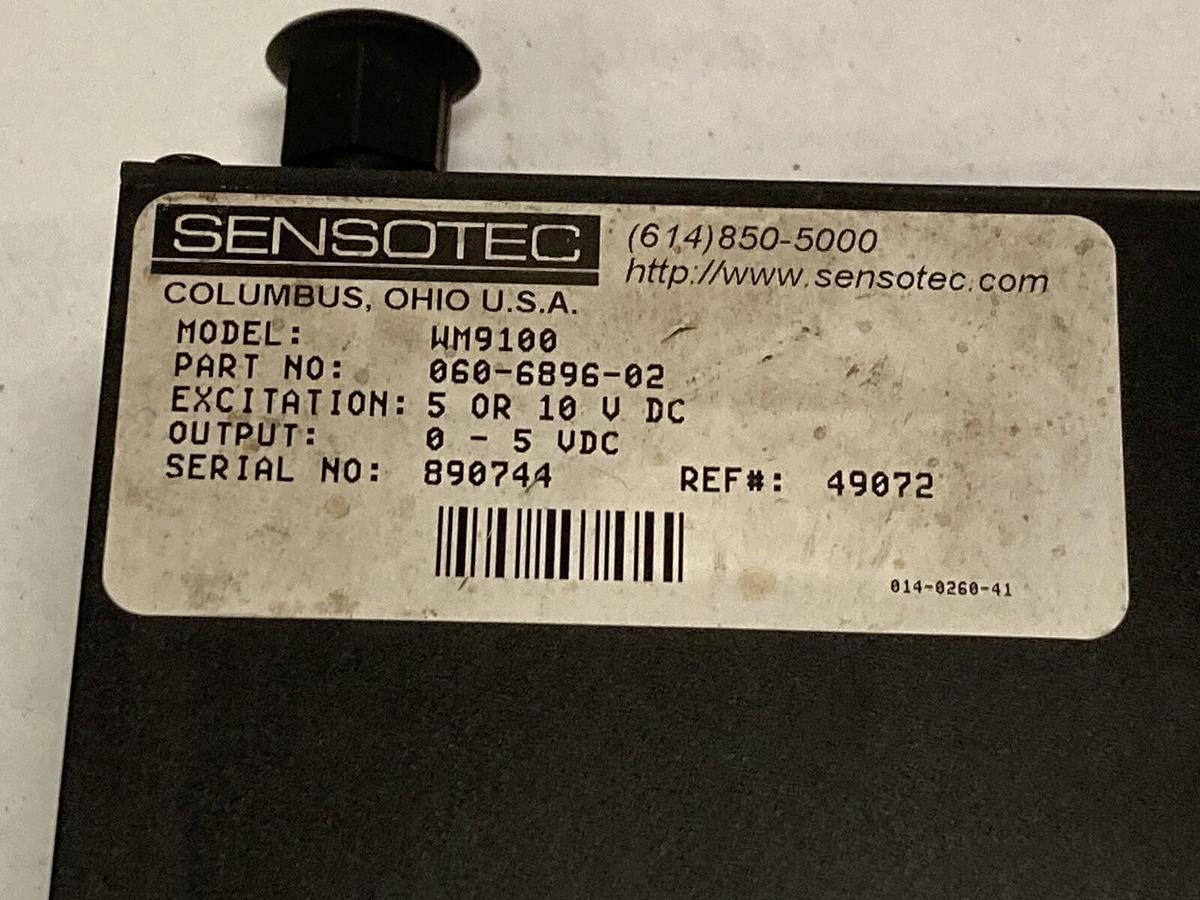 SENSOTEC
(614)850-5000
http://www.sensotec.com
COLUMBUS, OHIO U.S.A.
MODEL: WM9100
PART NO: 060-6896-02
EXCITATION: 5 OR 10 V DC
OUTPUT: 0 - 5 VDC
SERIAL NO: 890744 REF#: 49072
014-0260-41